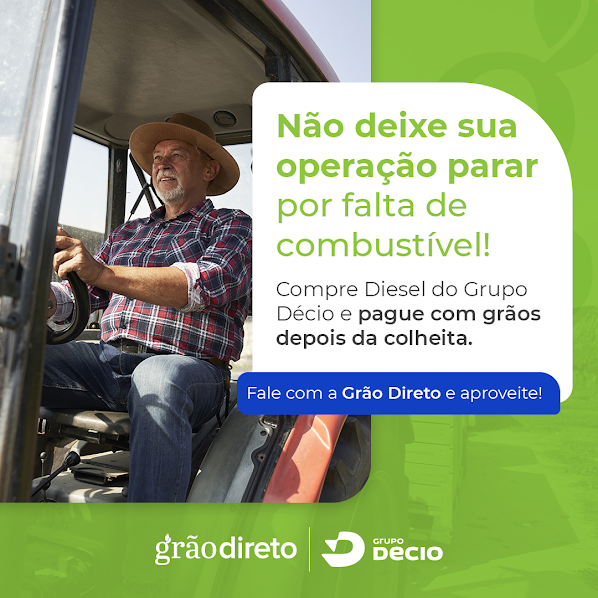 Não deixe sua
operação parar
por falta de
combustível!
Compre Diesel do Grupo
Décio e pague com grãos
depois da colheita.
Fale com a Grão Direto e aproveite!
grãodireto
GRUPO
DÉCIO